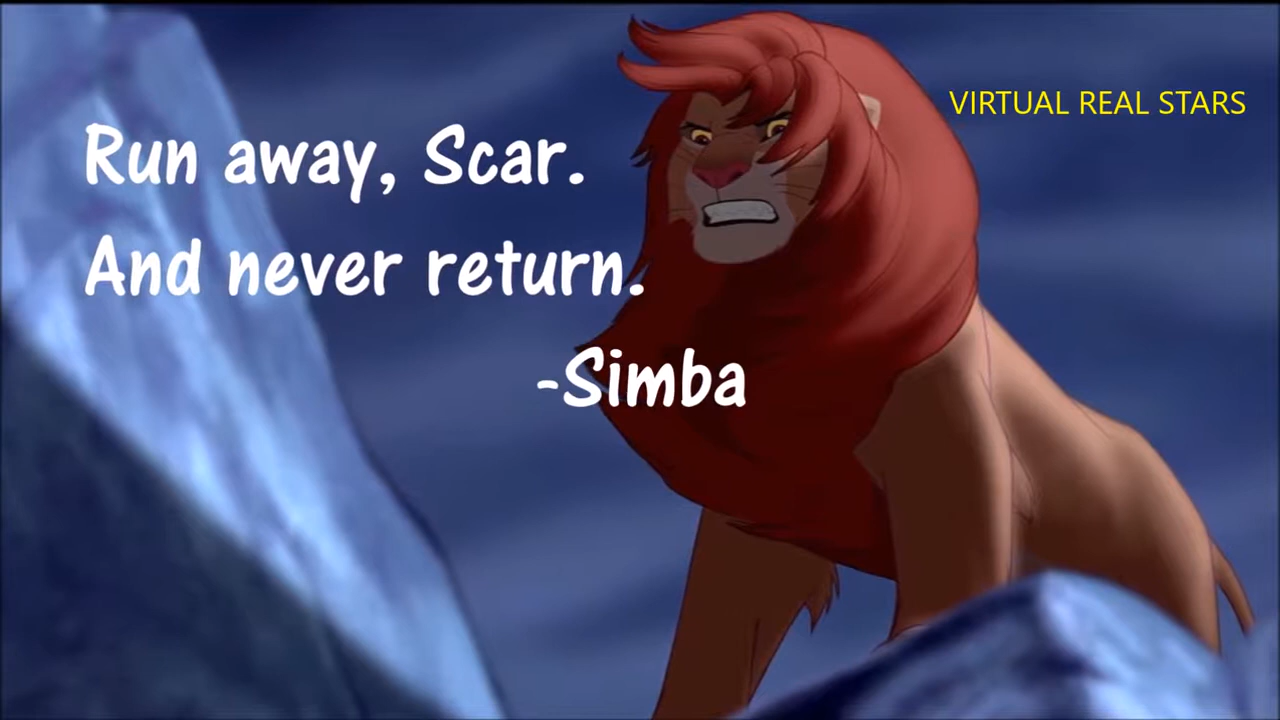 VIRTUAL REAL STARS
Run away, Scar.
And never return.
-Simba